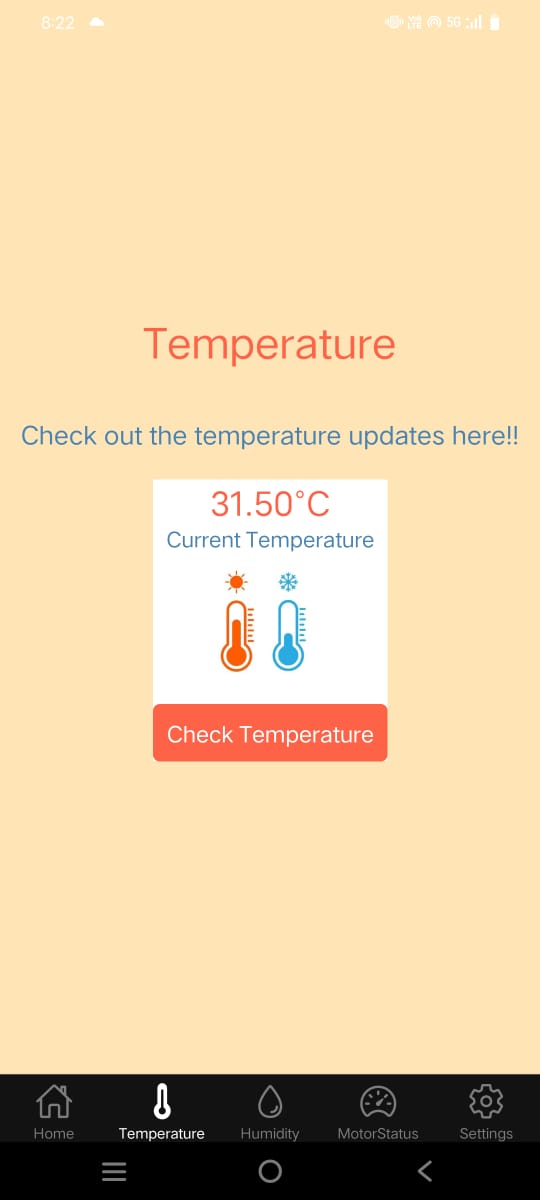 8:22
5G
Temperature
Check out the temperature updates here!!
31.50°C
Current Temperature
Check Temperature
Home
Temperature
Humidity
MotorStatus
Settings